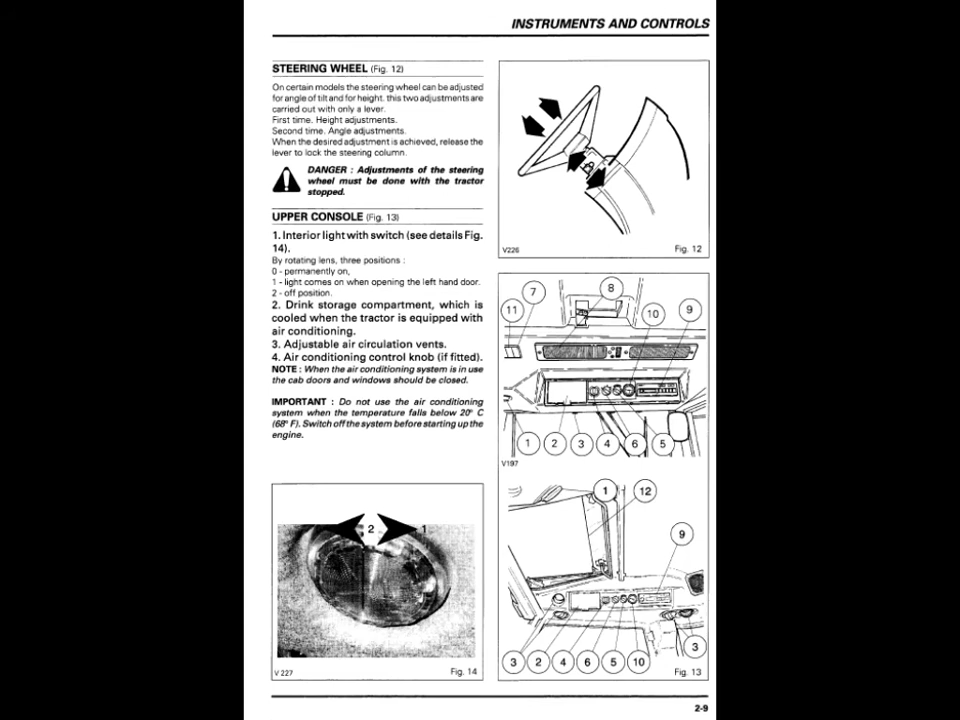 INSTRUMENTS AND CONTROLS
STEERING WHEEL (Fig. 12)
On certain models the steering wheel can be adjusted
for angle of tilt and for height. this two adjustments are
carried out with only a lever.
First time. Height adjustments.
Second time. Angle adjustments.
When the desired adjustment is achieved, release the
lever to lock the steering column.
DANGER : Adjustments of the steering
wheel must be done with the tractor
stopped.
UPPER CONSOLE (Fig. 13)
1. Interior light with switch (see details Fig.
14).
By rotating lens, three positions :
0 - permanently on,
1 - light comes on when opening the left hand door.
2 - off position.
2. Drink storage compartment, which is
cooled when the tractor is equipped with
air conditioning.
3. Adjustable air circulation vents.
4. Air conditioning control knob (if fitted).
NOTE : When the air conditioning system is in use
the cab doors and windows should be closed.
IMPORTANT : Do not use the air conditioning
system when the temperature falls below 20° C
(68° F). Switch off the system before starting up the
engine.
2 1
V 227 Fig. 14
V226 Fig. 12
7 8
11 10 9
1 2 3 4 6 5
V197
1 12
9
3
3 2 4 6 5 10
Fig. 13
2-9